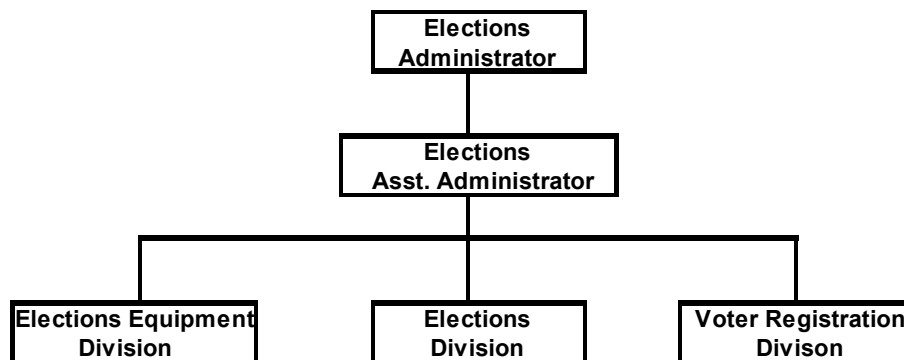 Elections
Administrator
Elections
Asst. Administrator
Elections Equipment
Division
Elections
Division
Voter Registration
Divison